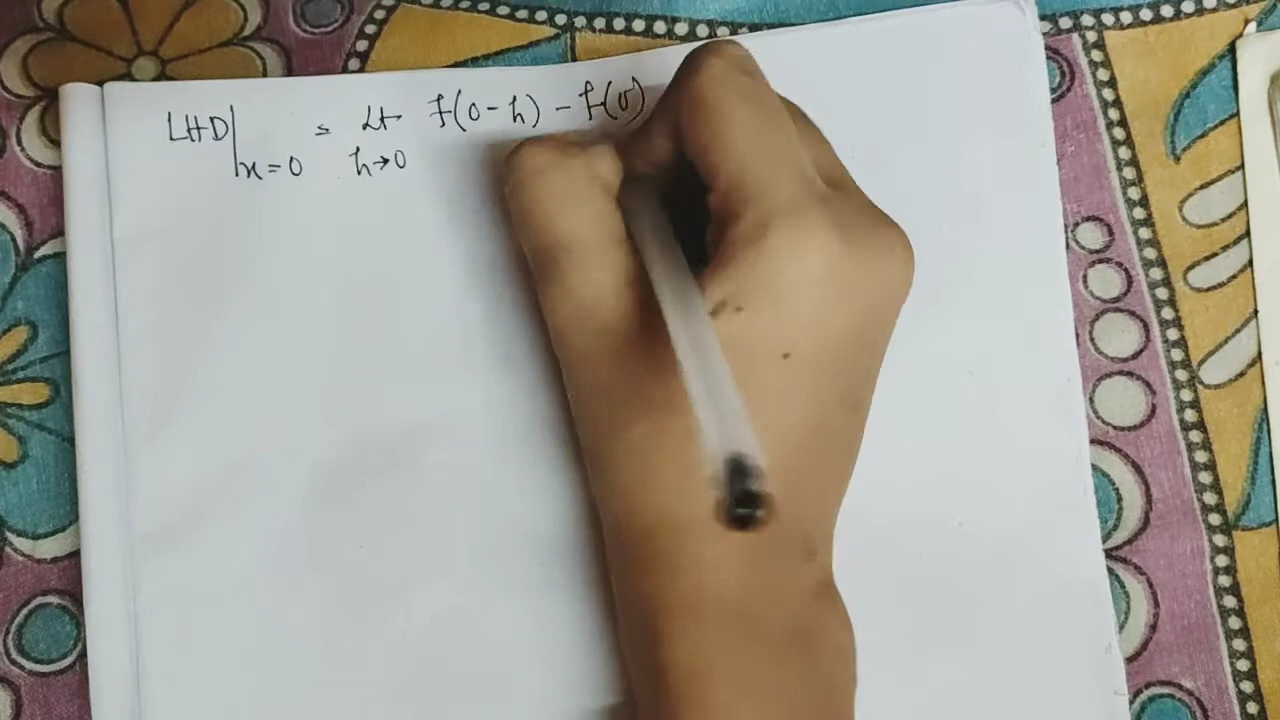 LHD| x=0 = Lt h→0 f(0-h) - f(0)